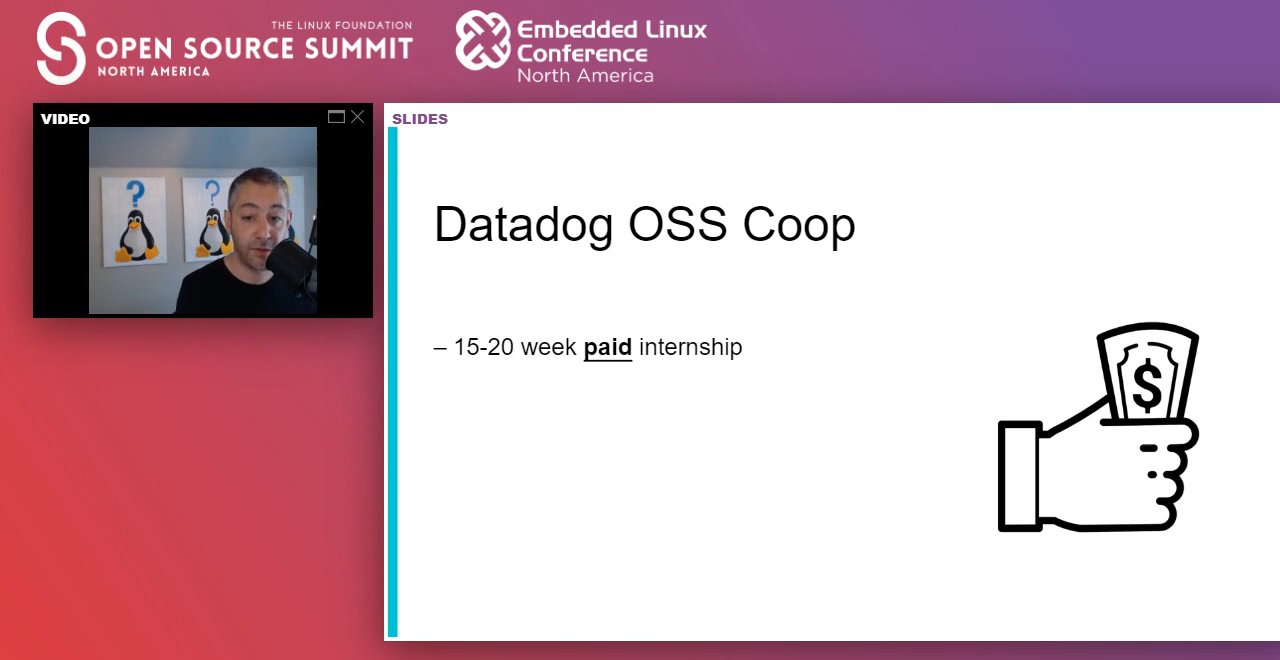 THE LINUX FOUNDATION
OPEN SOURCE SUMMIT
NORTH AMERICA
Embedded Linux
Conference
North America
VIDEO
SLIDES
? ?
Datadog OSS Coop
– 15-20 week paid internship
$